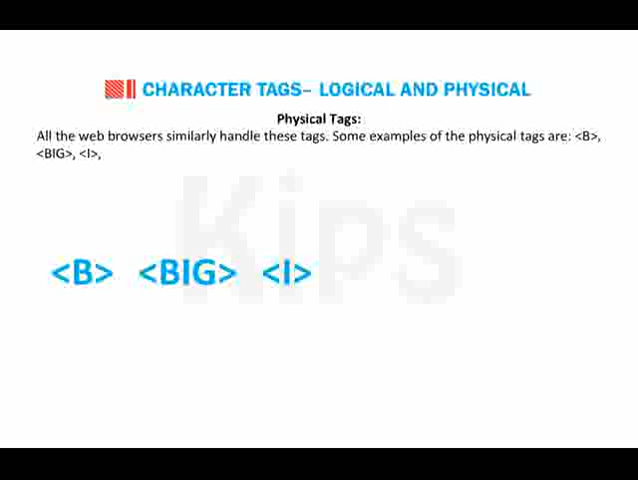 CHARACTER TAGS– LOGICAL AND PHYSICAL
Physical Tags:
All the web browsers similarly handle these tags. Some examples of the physical tags are: <B>,
<BIG>, <I>,
Kips
<B> <BIG> <I>